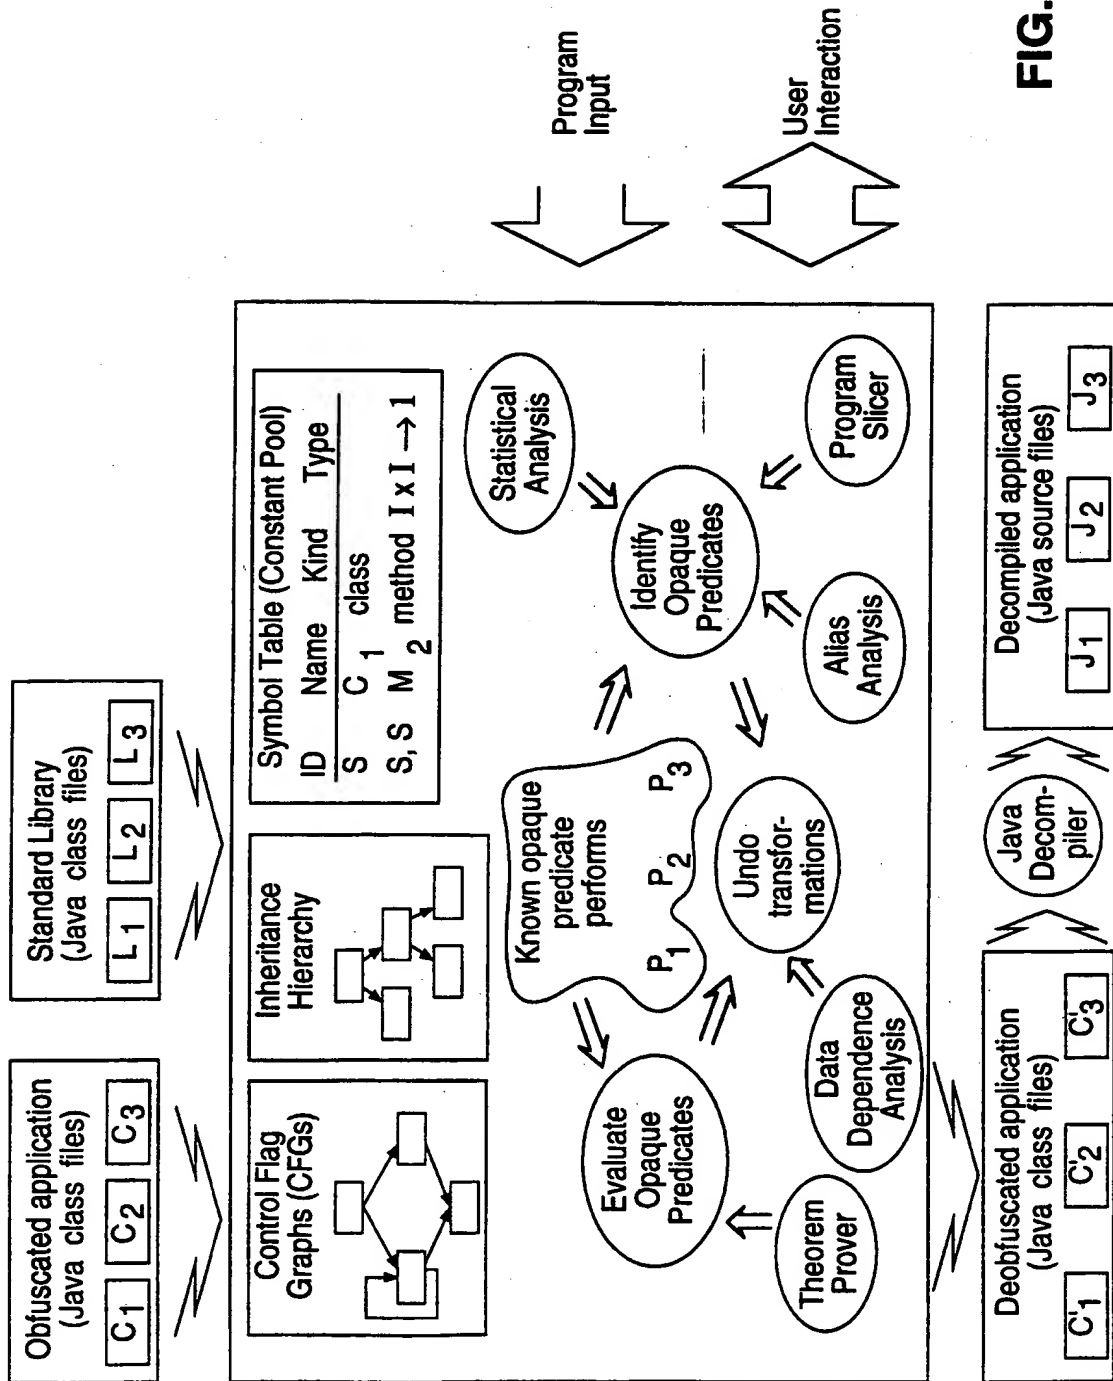 Obfuscated application
(Java class files)
C1 C2 C3
Standard Library
(Java class files)
L1 L2 L3
Control Flag
Graphs (CFGs)
Inheritance
Hierarchy
Symbol Table (Constant Pool)
ID Name Kind Type
S C1 class
S, S M2 method I x I → 1
Known opaque
predicate
performs
P1 P2 P3
Evaluate
Opaque
Predicates
Identify
Opaque
Predicates
Statistical
Analysis
Undo
transfor-
mations
Theorem
Prover
Data
Dependence
Analysis
Alias
Analysis
Program
Slicer
Program
Input
User
Interaction
Deobfuscated application
(Java class files)
C'1 C'2 C'3
Java
Decom-
piler
Decompiled application
(Java source files)
J1 J2 J3
FIG.